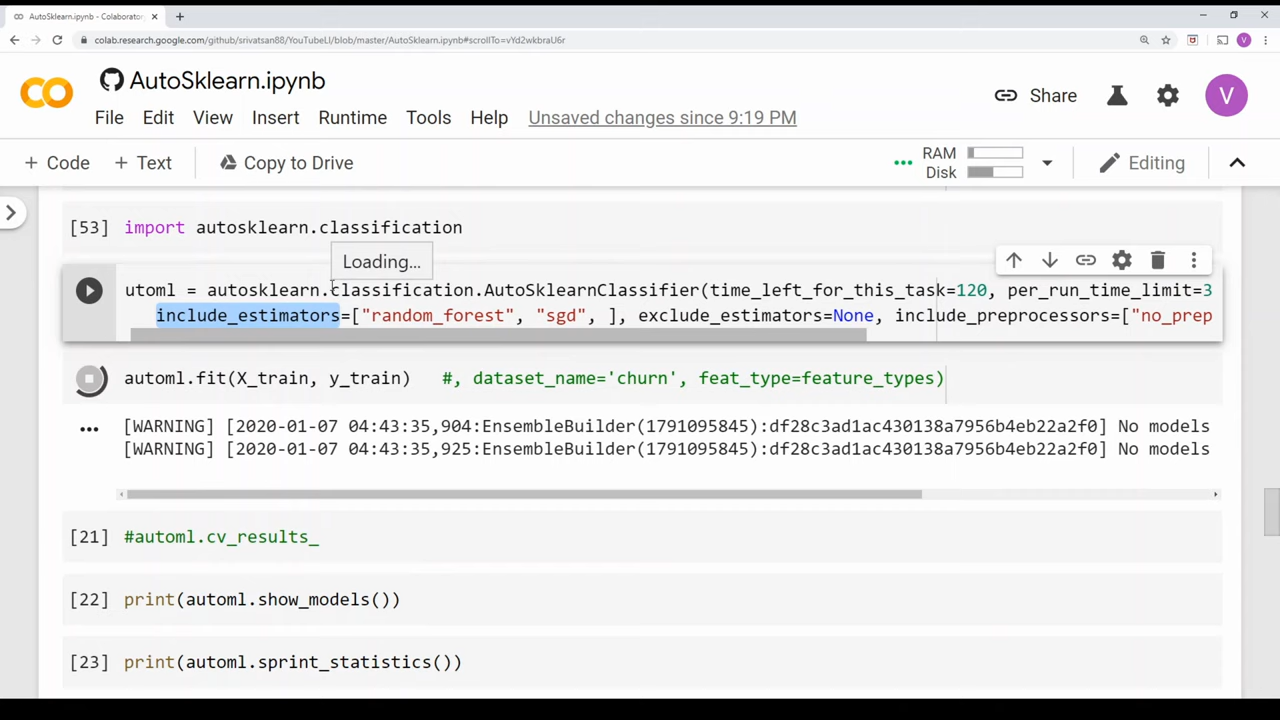 AutoSklearn.ipynb - Colaborator
colab.research.google.com/github/srivatsan88/YouTubeLI/blob/master/AutoSklearn.ipynb#scrollTo=vYd2wkbraU6r
V
AutoSklearn.ipynb
Share
V
File Edit View Insert Runtime Tools Help Unsaved changes since 9:19 PM
+ Code + Text Copy to Drive
RAM
Disk
Editing
[53] import autosklearn.classification
Loading...
utoml = autosklearn.classification.AutoSklearnClassifier(time_left_for_this_task=120, per_run_time_limit=3
include_estimators=["random_forest", "sgd", ], exclude_estimators=None, include_preprocessors=["no_prep
automl.fit(X_train, y_train) #, dataset_name='churn', feat_type=feature_types)
[WARNING] [2020-01-07 04:43:35,904:EnsembleBuilder(1791095845):df28c3ad1ac430138a7956b4eb22a2f0] No models
[WARNING] [2020-01-07 04:43:35,925:EnsembleBuilder(1791095845):df28c3ad1ac430138a7956b4eb22a2f0] No models
[21] #automl.cv_results_
[22] print(automl.show_models())
[23] print(automl.sprint_statistics())